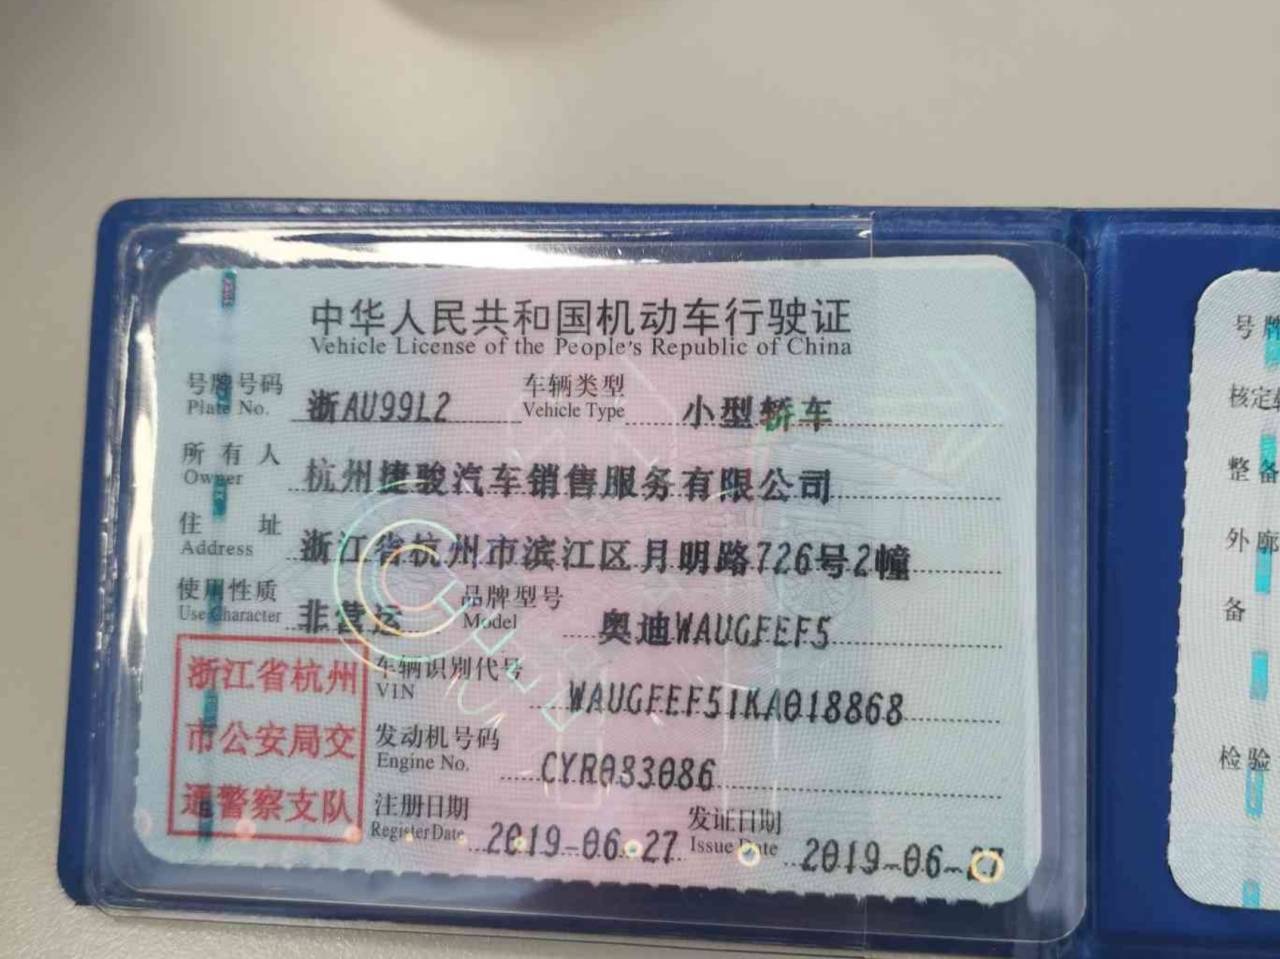 中华人民共和国机动车行驶证
Vehicle License of the People's Republic of China
号牌号码 浙AU99L2 车辆类型 小型轿车
Plate No. Vehicle Type
所有人 杭州捷骏汽车销售服务有限公司
Owner
住址 浙江省杭州市滨江区月明路726号2幢
Address
使用性质 非营运 品牌型号 奥迪WAUGFEF5
Use Character Model
浙江省杭州
市公安局交
通警察支队
车辆识别代号 WAUGFEF51KA018868
VIN
发动机号码 CYR083086
Engine No.
注册日期 2019-06-27 发证日期 2019-06-27
Register Date Issue Date
号牌
核定
整备
外廓
备
检验